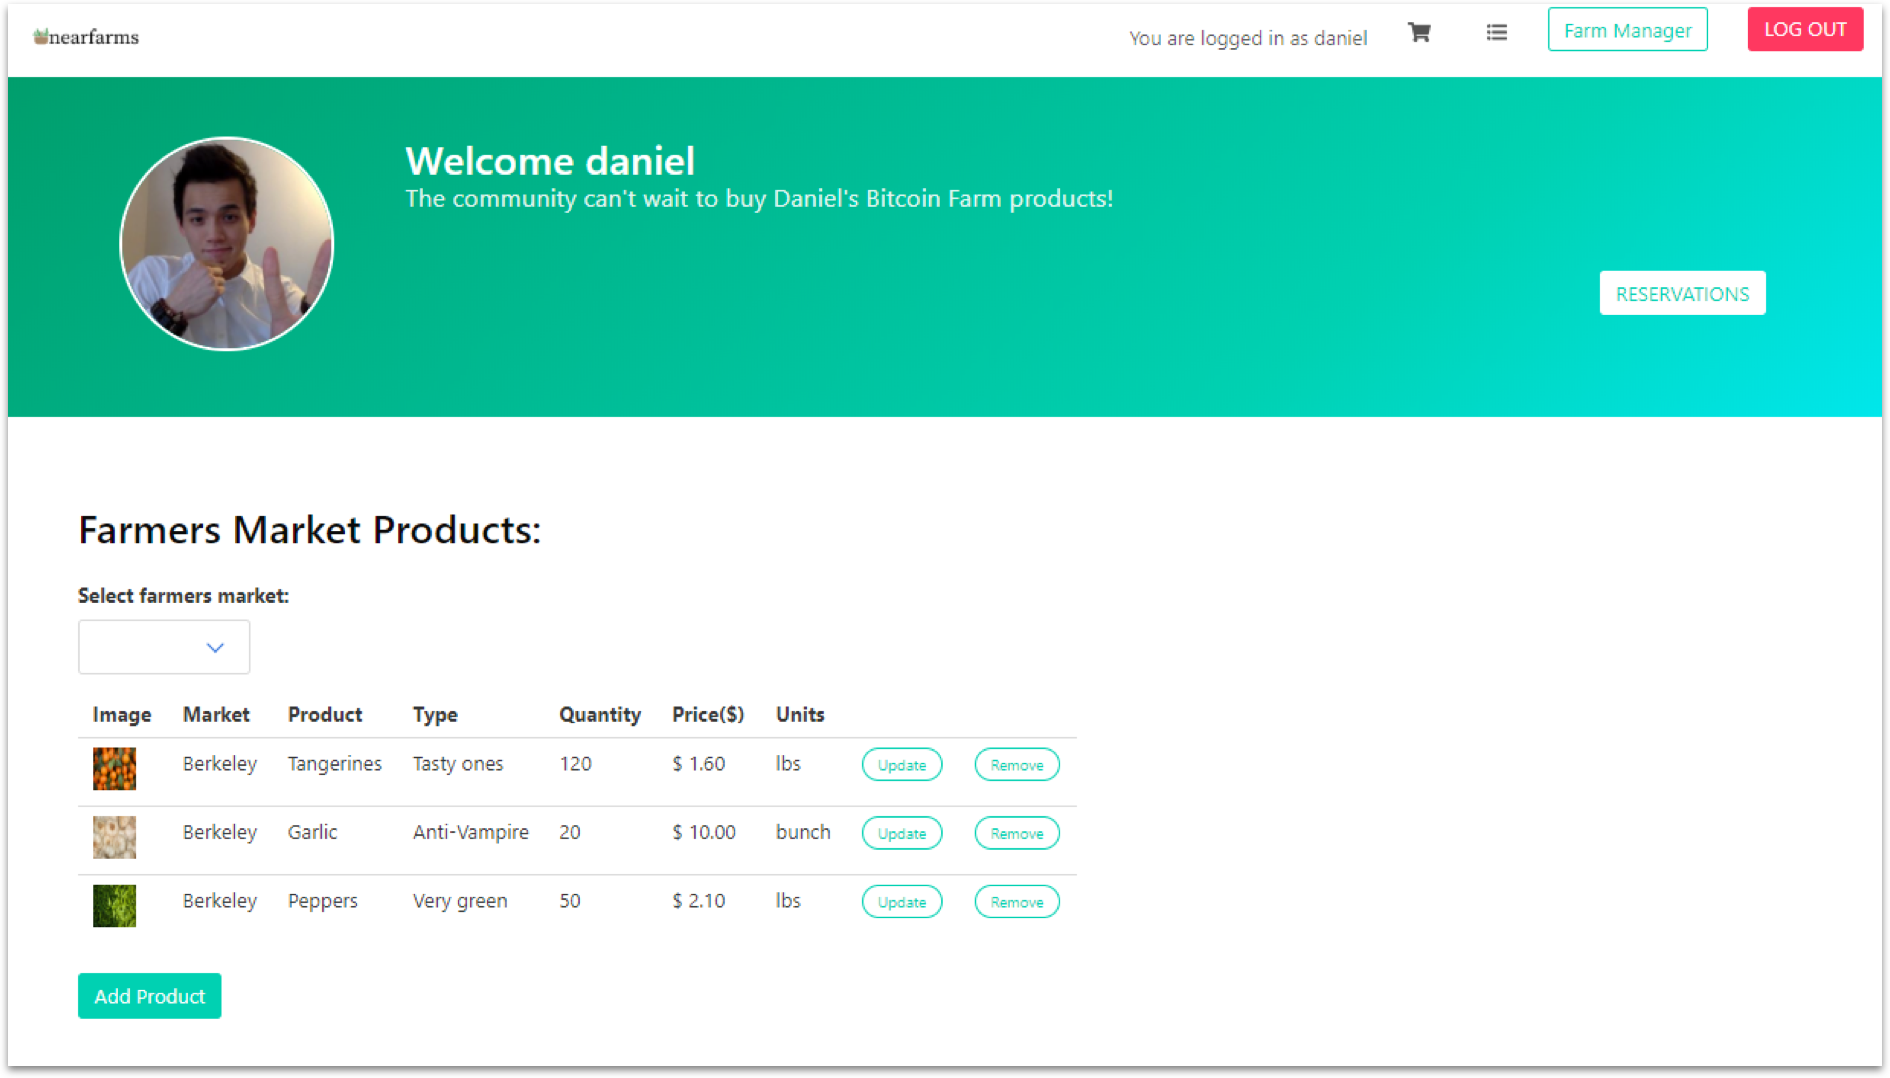 nearfarms
You are logged in as daniel
Farm Manager
LOG OUT
Welcome daniel
The community can't wait to buy Daniel's Bitcoin Farm products!
RESERVATIONS
Farmers Market Products:
Select farmers market:
Image Market Product Type Quantity Price($) Units
Berkeley Tangerines Tasty ones 120 $ 1.60 lbs Update Remove
Berkeley Garlic Anti-Vampire 20 $ 10.00 bunch Update Remove
Berkeley Peppers Very green 50 $ 2.10 lbs Update Remove
Add Product